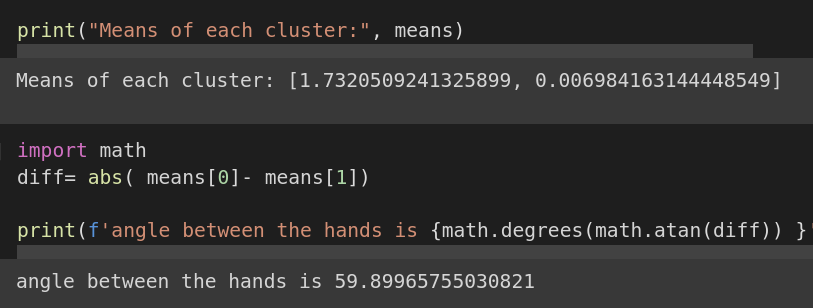 print("Means of each cluster:", means)
Means of each cluster: [1.7320509241325899, 0.006984163144448549]
import math
diff= abs( means[0]- means[1])
print(f'angle between the hands is {math.degrees(math.atan(diff)) }'
angle between the hands is 59.89965755030821